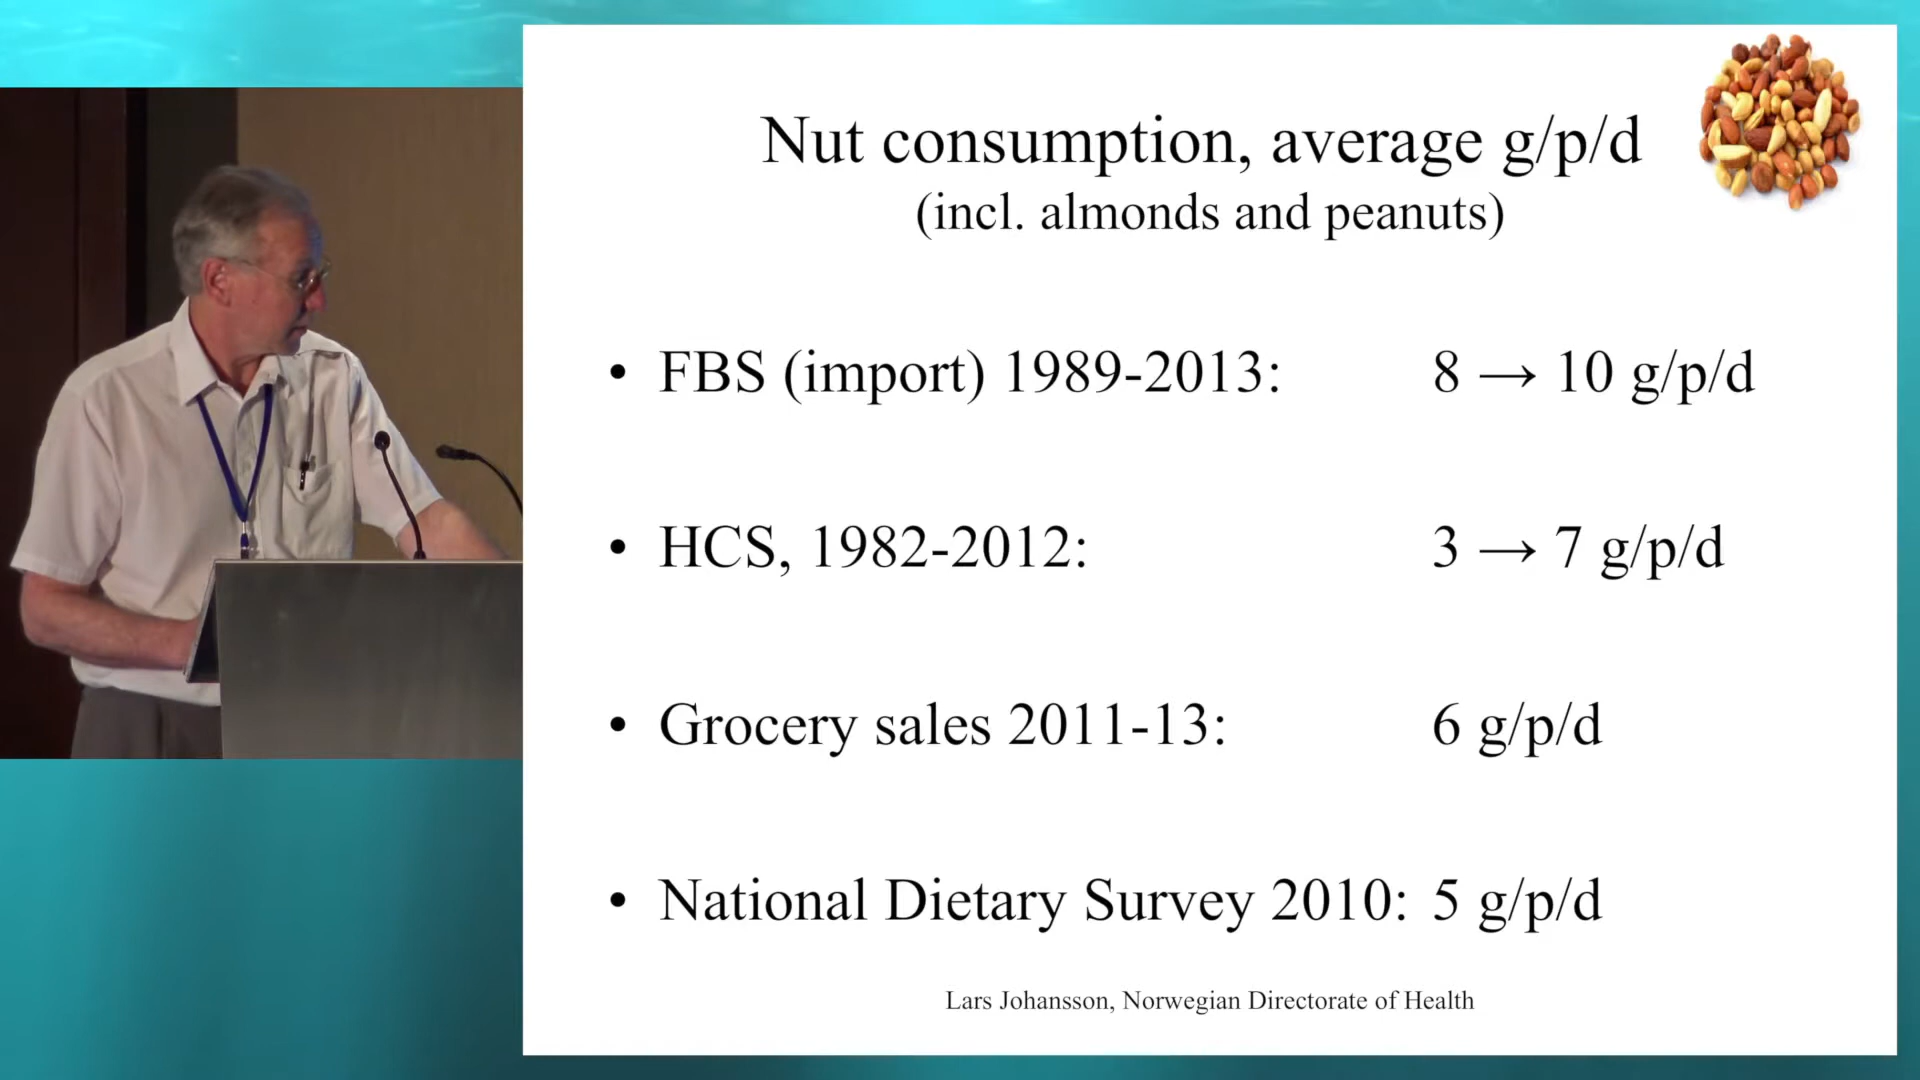 Nut consumption, average g/p/d
(incl. almonds and peanuts)
• FBS (import) 1989-2013: 8 → 10 g/p/d
• HCS, 1982-2012: 3 → 7 g/p/d
• Grocery sales 2011-13: 6 g/p/d
• National Dietary Survey 2010: 5 g/p/d
Lars Johansson, Norwegian Directorate of Health